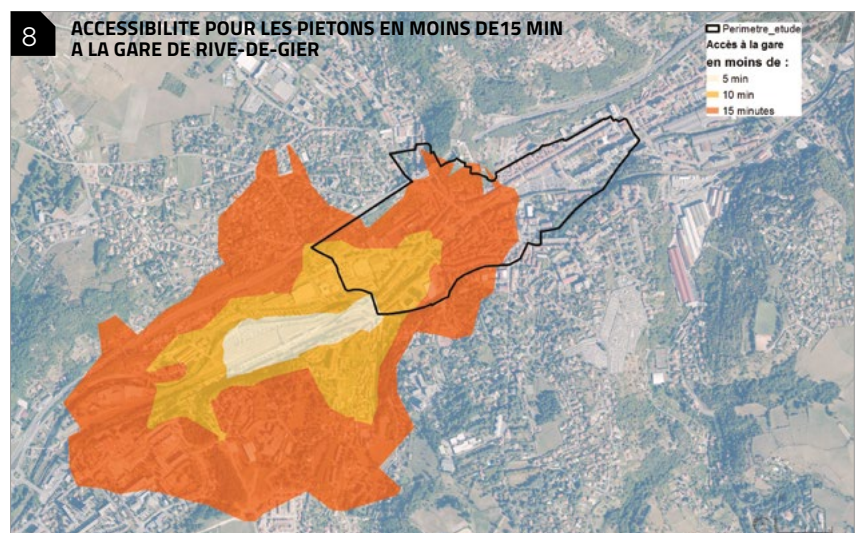 8
ACCESSIBILITE POUR LES PIETONS EN MOINS DE15 MIN
A LA GARE DE RIVE-DE-GIER
Perimetre_etude
Accès à la gare
en moins de :
5 min
10 min
15 minutes